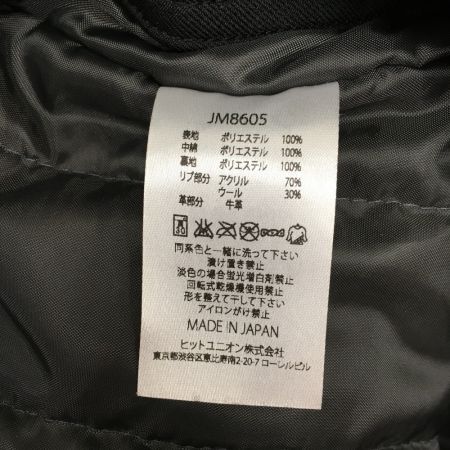 JM8605
表地 ポリエステル 100%
中綿 ポリエステル 100%
裏地 ポリエステル 100%
リブ部分 アクリル 70%
ウール 30%
革部分 牛革
同系色と一緒に洗って下さい
漬け置き禁止
淡色の場合蛍光増白剤禁止
回転式乾燥機使用禁止
形を整えて干して下さい
アイロンがけ禁止
MADE IN JAPAN
ヒットユニオン株式会社
東京都渋谷区恵比寿南2-20-7 ローレルビル